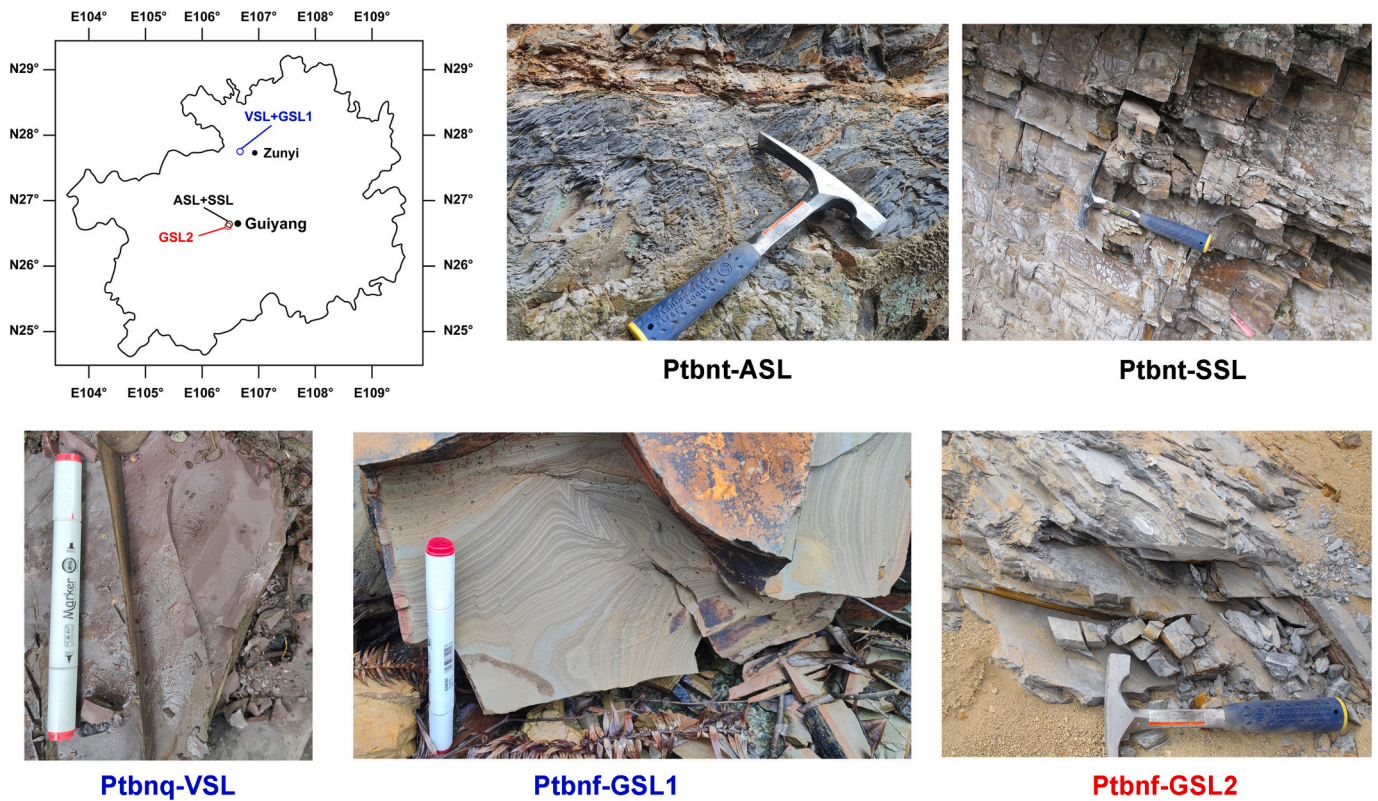 E104° E105° E106° E107° E108° E109°
N29° N29°
N28° N28°
N27° N27°
N26° N26°
N25° N25°
VSL+GSL1
Zunyi
ASL+SSL
Guiyang
GSL2
E104° E105° E106° E107° E108° E109°
Ptbnt-ASL
Ptbnt-SSL
Marker
Ptbnq-VSL
Ptbnf-GSL1
Ptbnf-GSL2